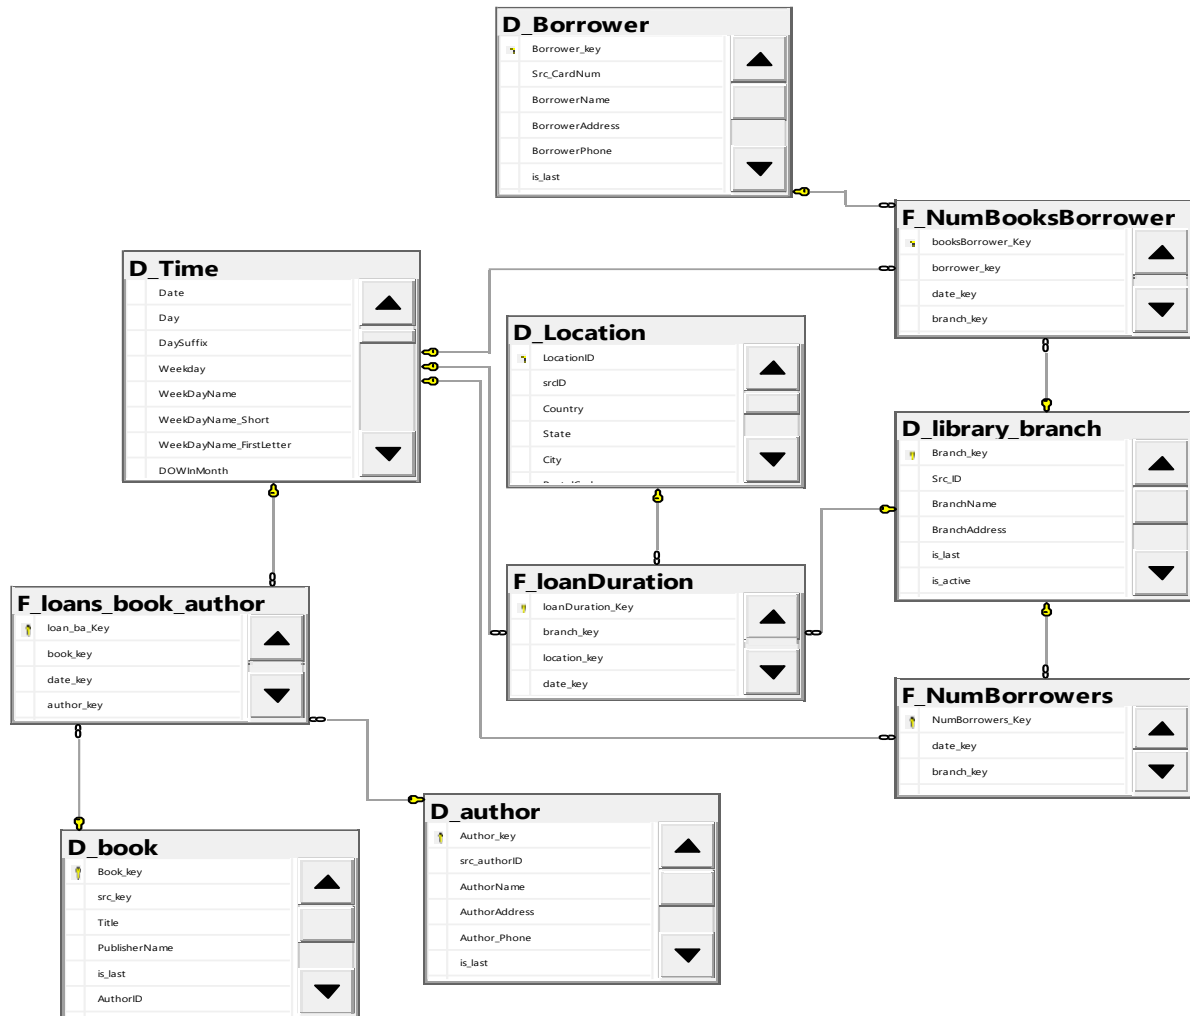 D_Borrower
Borrower_key
Src_CardNum
BorrowerName
BorrowerAddress
BorrowerPhone
is_last
F_NumBooksBorrower
booksBorrower_Key
borrower_key
date_key
branch_key
D_Time
Date
Day
DaySuffix
Weekday
WeekDayName
WeekDayName_Short
WeekDayName_FirstLetter
DOWInMonth
D_Location
LocationID
srcID
Country
State
City
D_library_branch
Branch_key
Src_ID
BranchName
BranchAddress
is_last
is_active
F_loans_book_author
loan_ba_Key
book_key
date_key
author_key
F_loanDuration
loanDuration_Key
branch_key
location_key
date_key
F_NumBorrowers
NumBorrowers_Key
date_key
branch_key
D_author
Author_key
src_authorID
AuthorName
AuthorAddress
Author_Phone
is_last
D_book
Book_key
src_key
Title
PublisherName
is_last
AuthorID